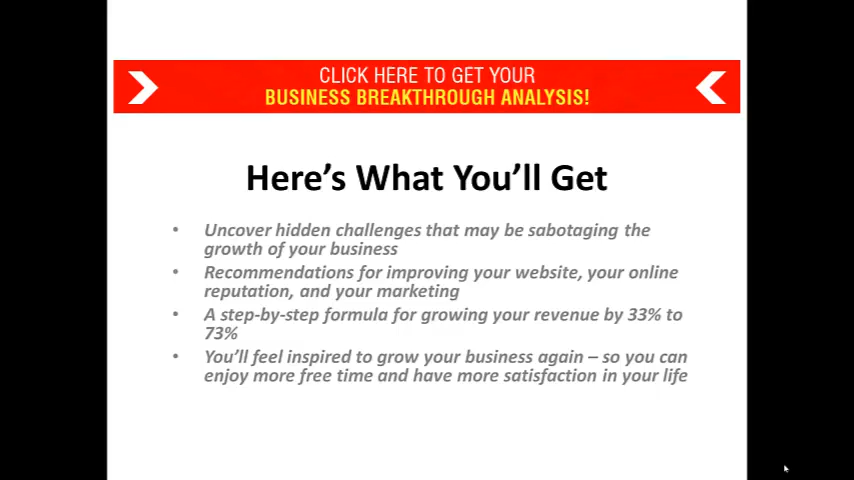 CLICK HERE TO GET YOUR
BUSINESS BREAKTHROUGH ANALYSIS!
Here's What You'll Get
• Uncover hidden challenges that may be sabotaging the
growth of your business
• Recommendations for improving your website, your online
reputation, and your marketing
• A step-by-step formula for growing your revenue by 33% to
73%
• You'll feel inspired to grow your business again – so you can
enjoy more free time and have more satisfaction in your life